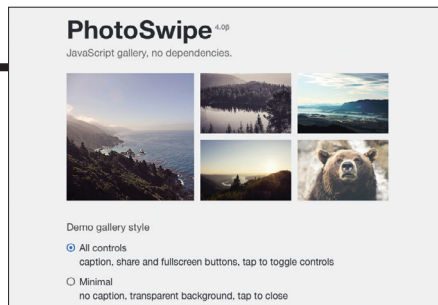 PhotoSwipe 4.0β
JavaScript gallery, no dependencies.
Demo gallery style
All controls
caption, share and fullscreen buttons, tap to toggle controls
Minimal
no caption, transparent background, tap to close